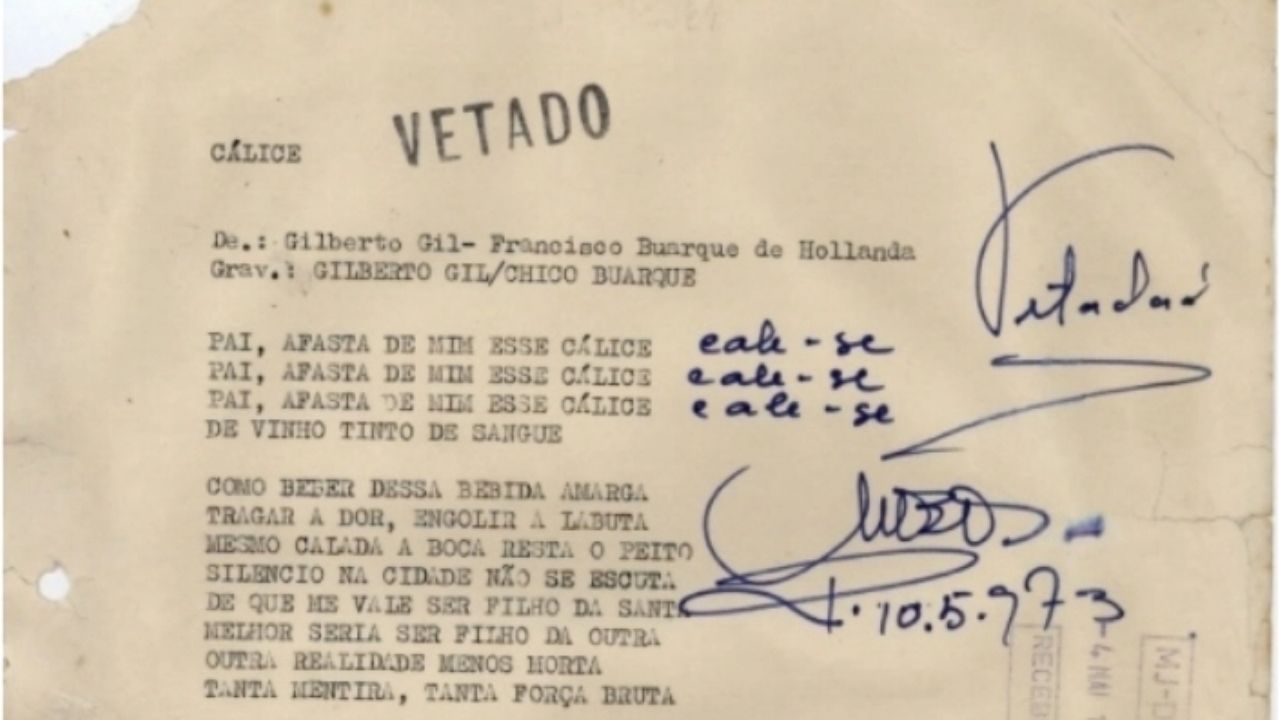 CÁLICE VETADO
De.: Gilberto Gil- Francisco Buarque de Hollanda
Grav.: GILBERTO GIL/CHICO BUARQUE
PAI, AFASTA DE MIM ESSE CÁLICE cale-se
PAI, AFASTA DE MIM ESSE CÁLICE cale-se
PAI, AFASTA DE MIM ESSE CÁLICE cale-se
DE VINHO TINTO DE SANGUE
COMO BEBER DESSA BEBIDA AMARGA
TRAGAR A DOR, ENGOLIR A LABUTA
MESMO CALADA A BOCA RESTA O PEITO
SILENCIO NA CIDADE NÃO SE ESCUTA
DE QUE ME VALE SER FILHO DA SANTA
MELHOR SERIA SER FILHO DA OUTRA
OUTRA REALIDADE MENOS MORTA
TANTA MENTIRA, TANTA FORÇA BRUTA
10.5.973
RECEB
-4 MAI
MJ-D